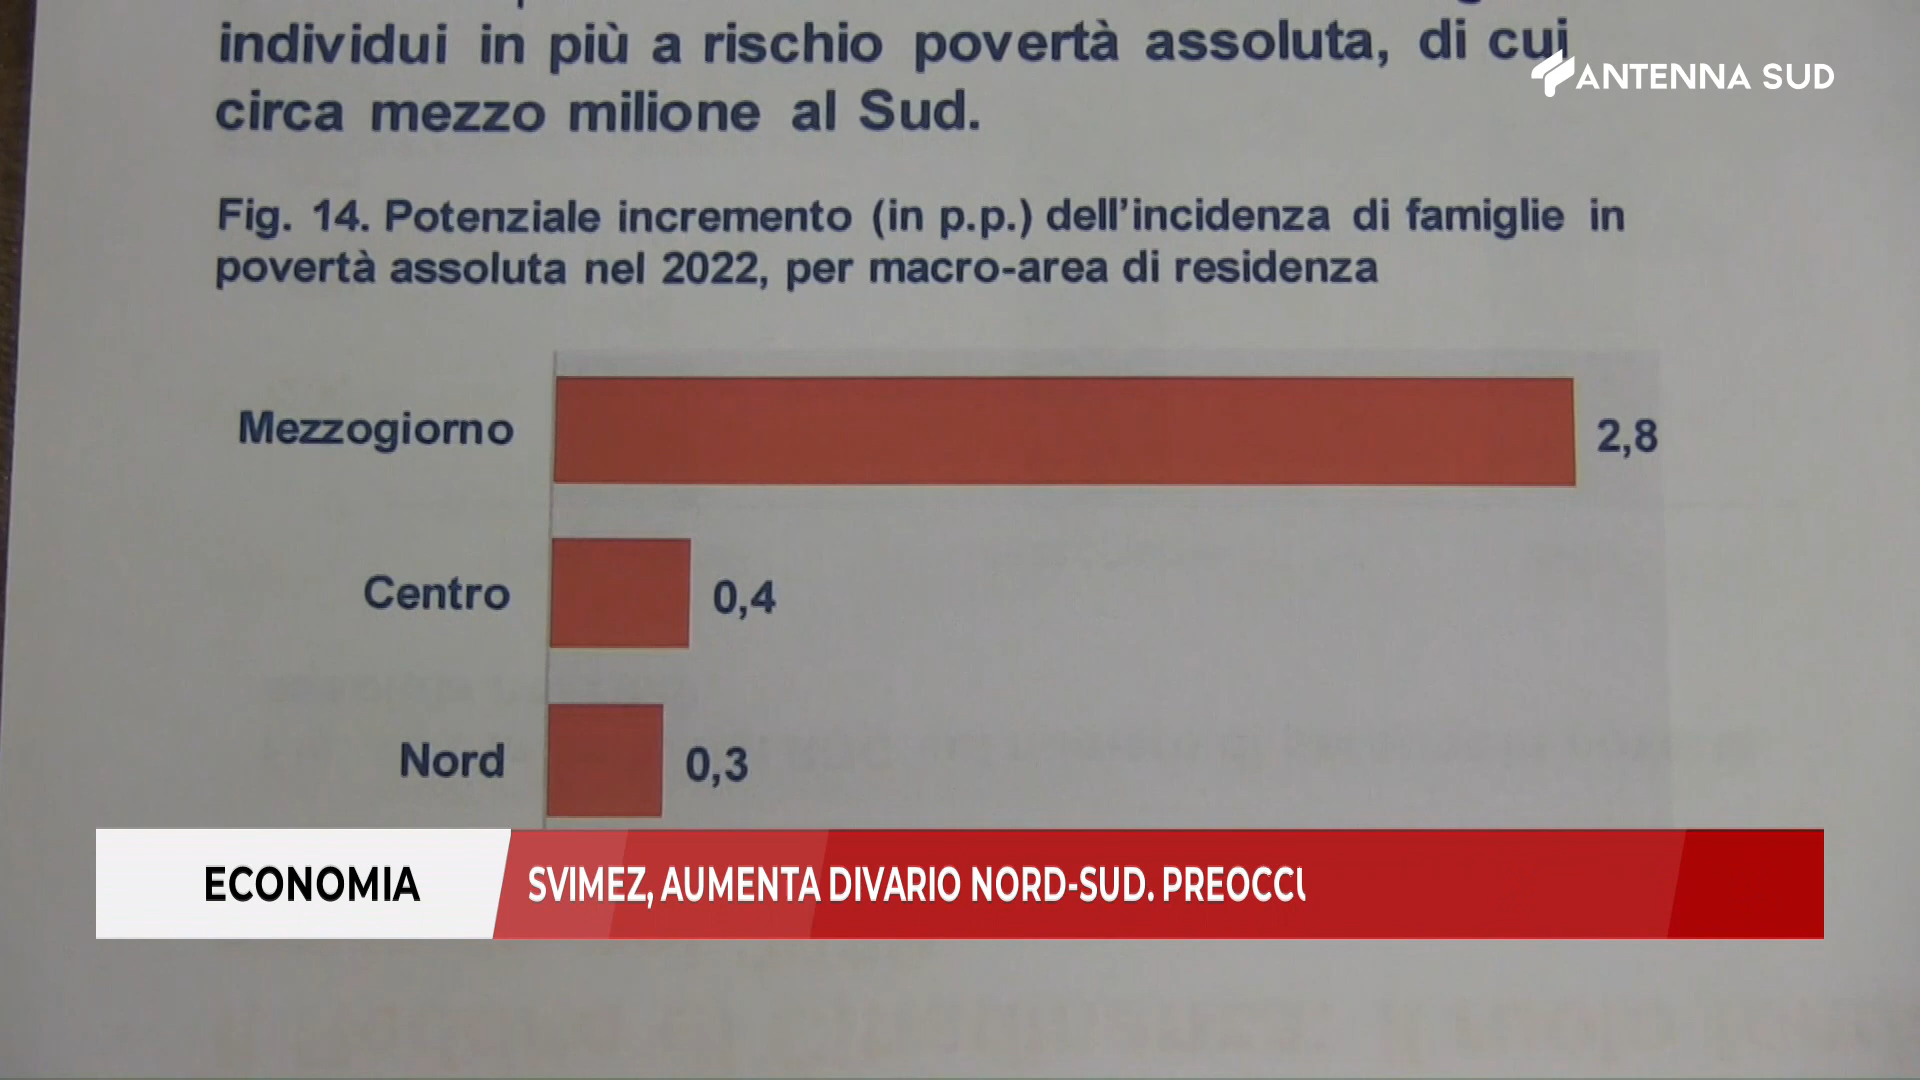 individui in più a rischio povertà assoluta, di cui
ANTENNA SUD
circa mezzo milione al Sud.
Fig. 14. Potenziale incremento (in p.p.) dell'incidenza di famiglie in
povertà assoluta nel 2022, per macro-area di residenza
Mezzogiorno 2,8
Centro 0,4
Nord 0,3
ECONOMIA SVIMEZ, AUMENTA DIVARIO NORD-SUD. PREOCCU